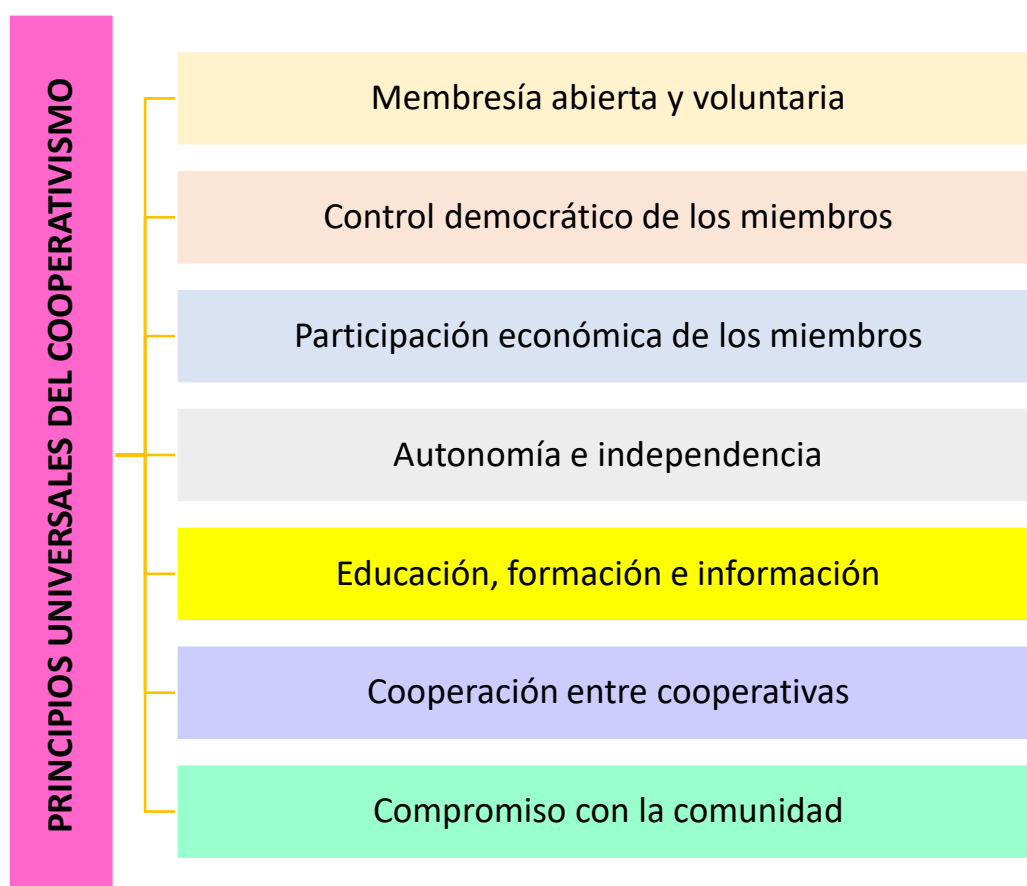 PRINCIPIOS UNIVERSALES DEL COOPERATIVISMO
Membresía abierta y voluntaria
Control democrático de los miembros
Participación económica de los miembros
Autonomía e independencia
Educación, formación e información
Cooperación entre cooperativas
Compromiso con la comunidad